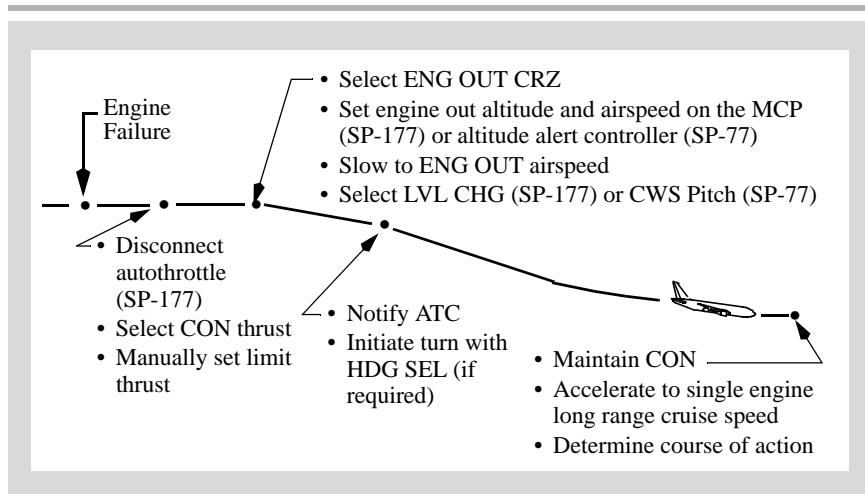 Engine
Failure
• Select ENG OUT CRZ
• Set engine out altitude and airspeed on the MCP
(SP-177) or altitude alert controller (SP-77)
• Slow to ENG OUT airspeed
• Select LVL CHG (SP-177) or CWS Pitch (SP-77)
• Disconnect
autothrottle
(SP-177)
• Select CON thrust
• Manually set limit
thrust
• Notify ATC
• Initiate turn with
HDG SEL (if
required)
• Maintain CON
• Accelerate to single engine
long range cruise speed
• Determine course of action